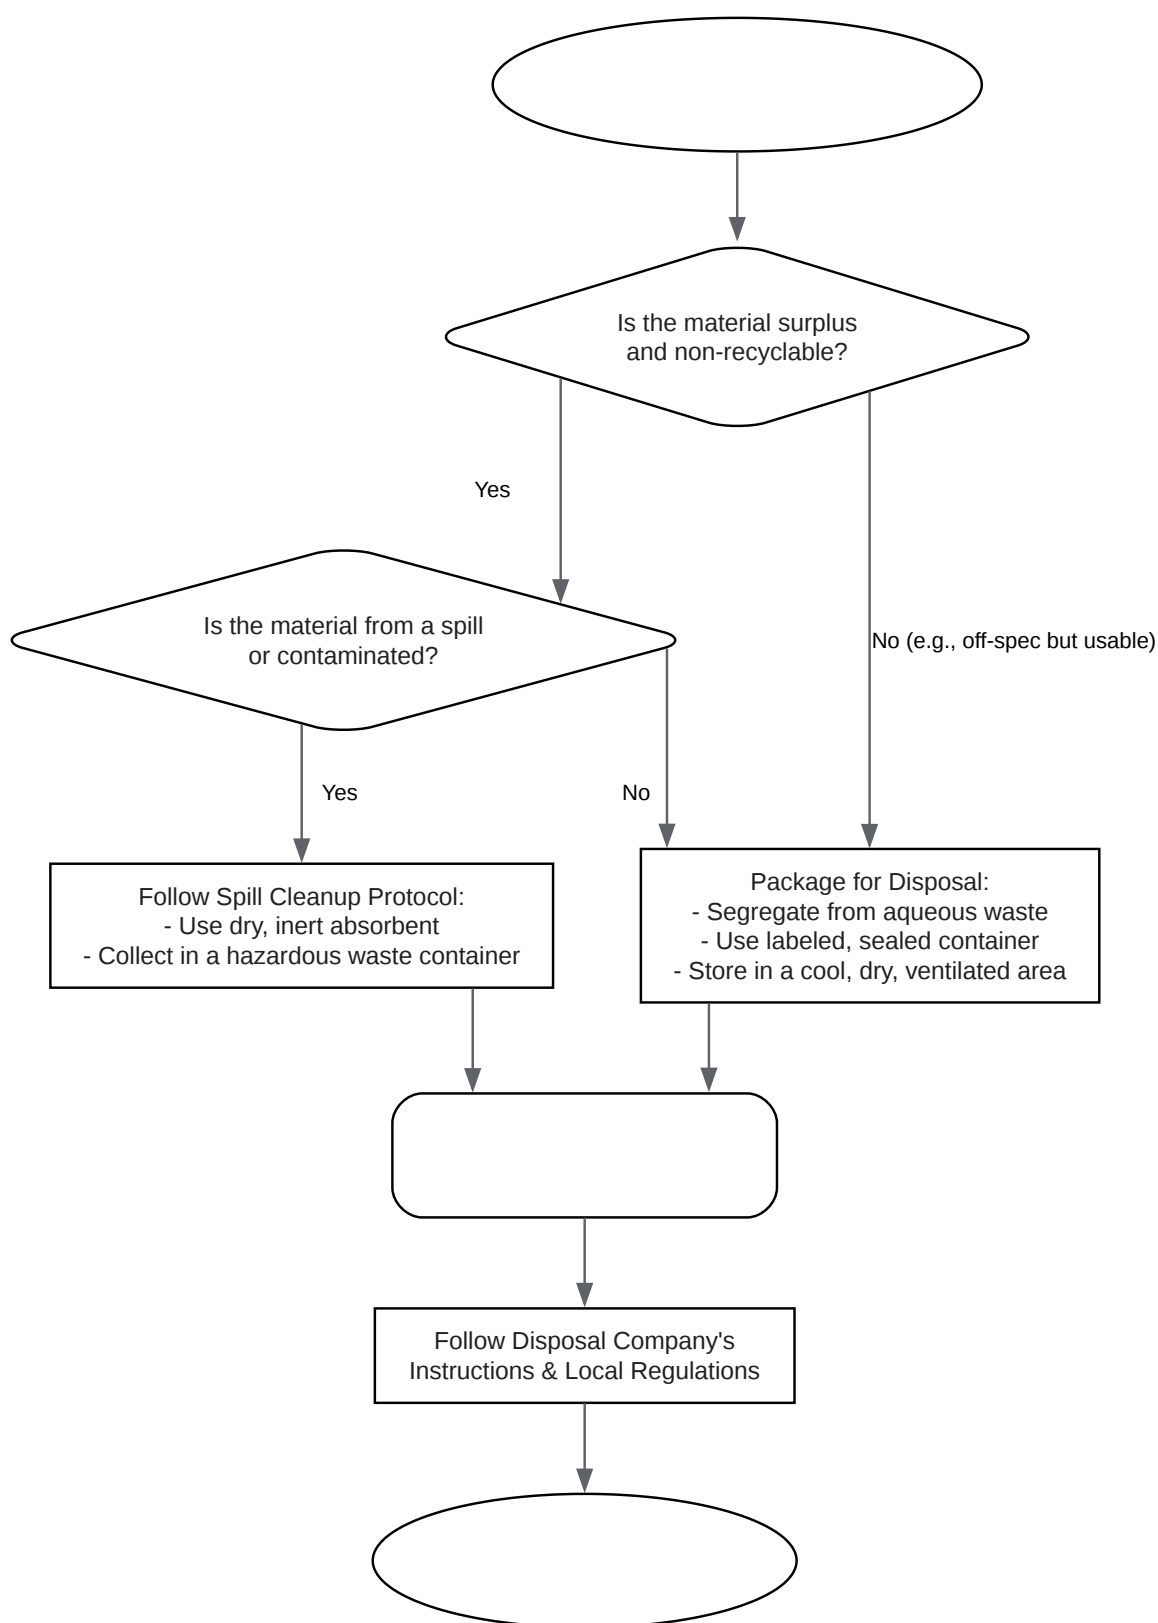 Is the material surplus
and non-recyclable?
Yes
Is the material from a spill
or contaminated?
No (e.g., off-spec but usable)
Yes
No
Follow Spill Cleanup Protocol:
- Use dry, inert absorbent
- Collect in a hazardous waste container
Package for Disposal:
- Segregate from aqueous waste
- Use labeled, sealed container
- Store in a cool, dry, ventilated area
Follow Disposal Company's
Instructions & Local Regulations